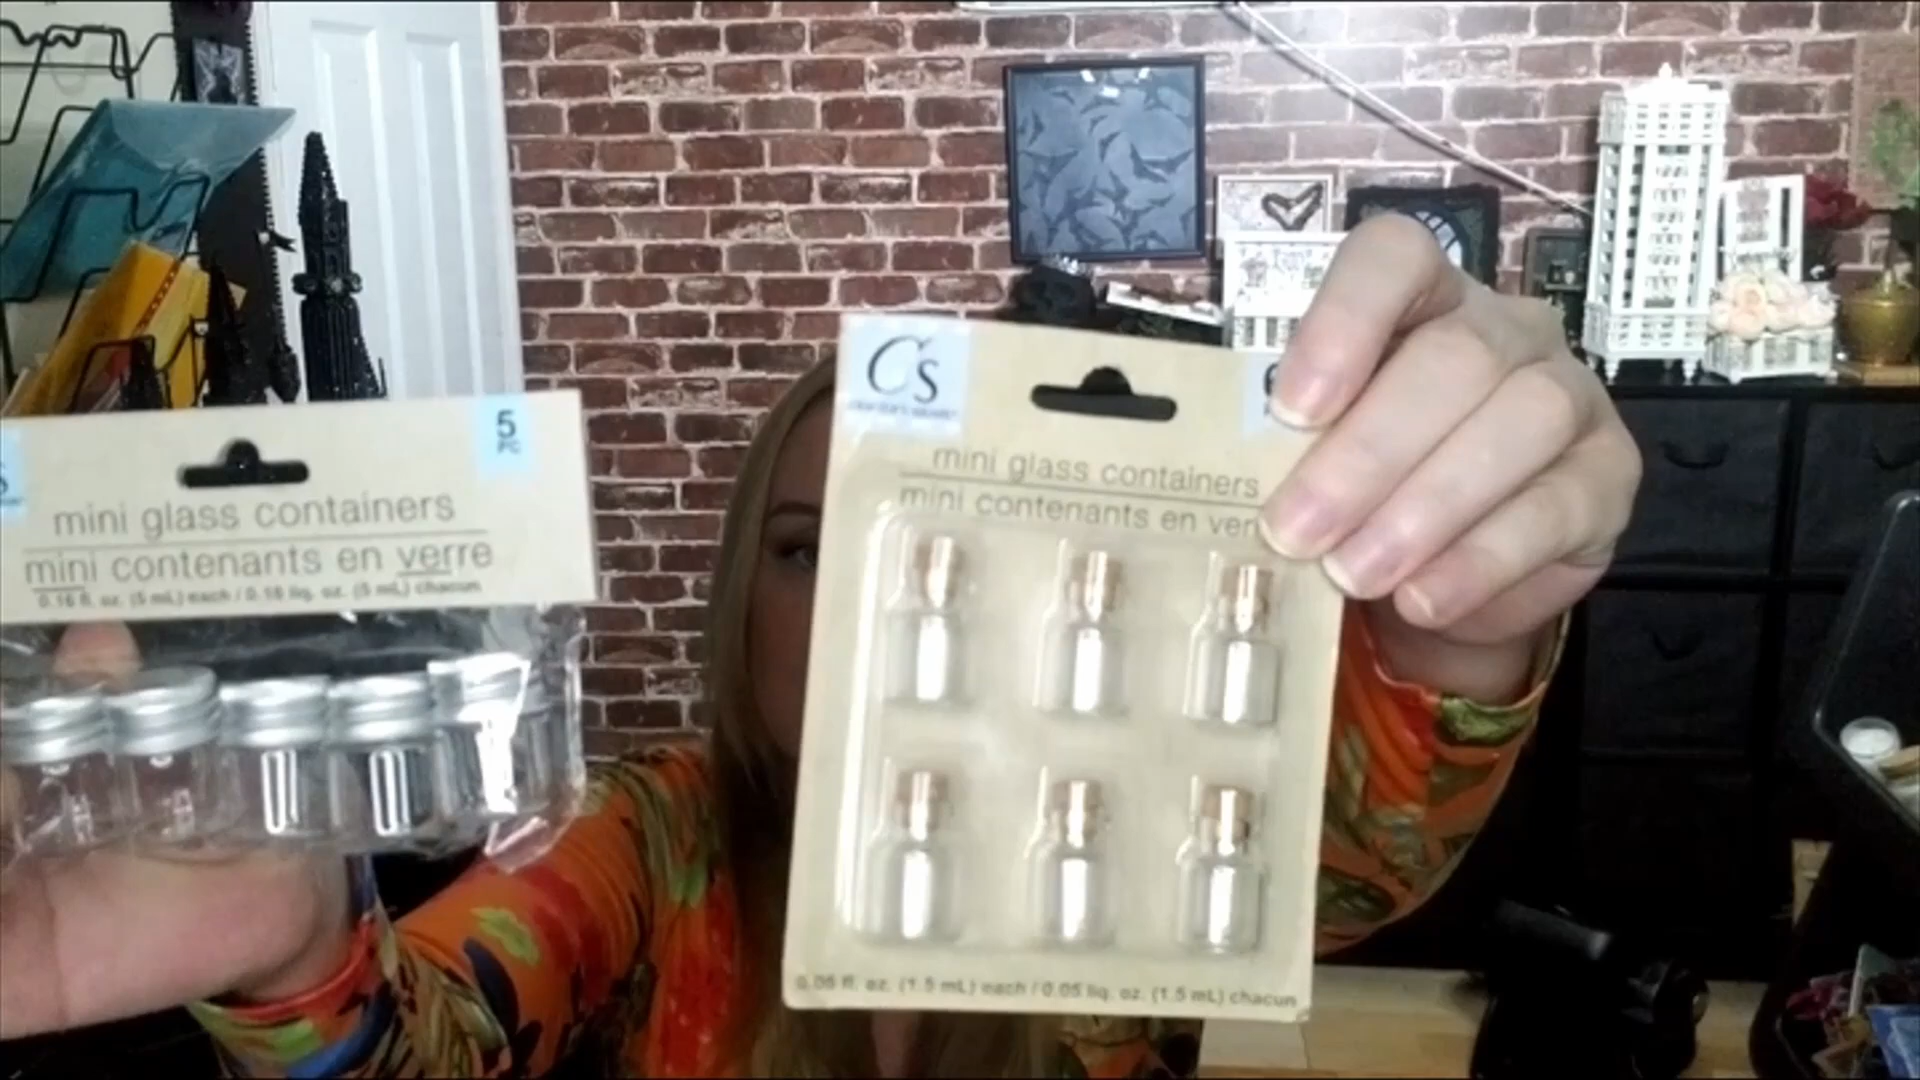 5
PC
mini glass containers
mini contenants en verre
0.16 fl. oz. (5 mL) each / 0.16 liq. oz. (5 mL) chacun
Cs
6
mini glass containers
mini contenants en ver
0.05 fl. oz. (1.5 mL) each / 0.05 liq. oz. (1.5 mL) chacun